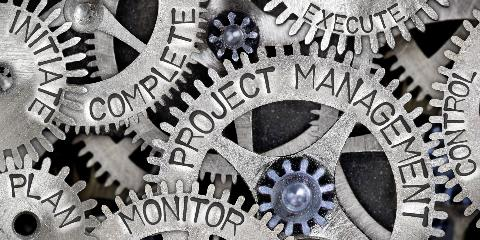 INITIATE
COMPLETE
EXECUTE
PROJECT MANAGEMENT
CONTROL
PLAN
MONITOR